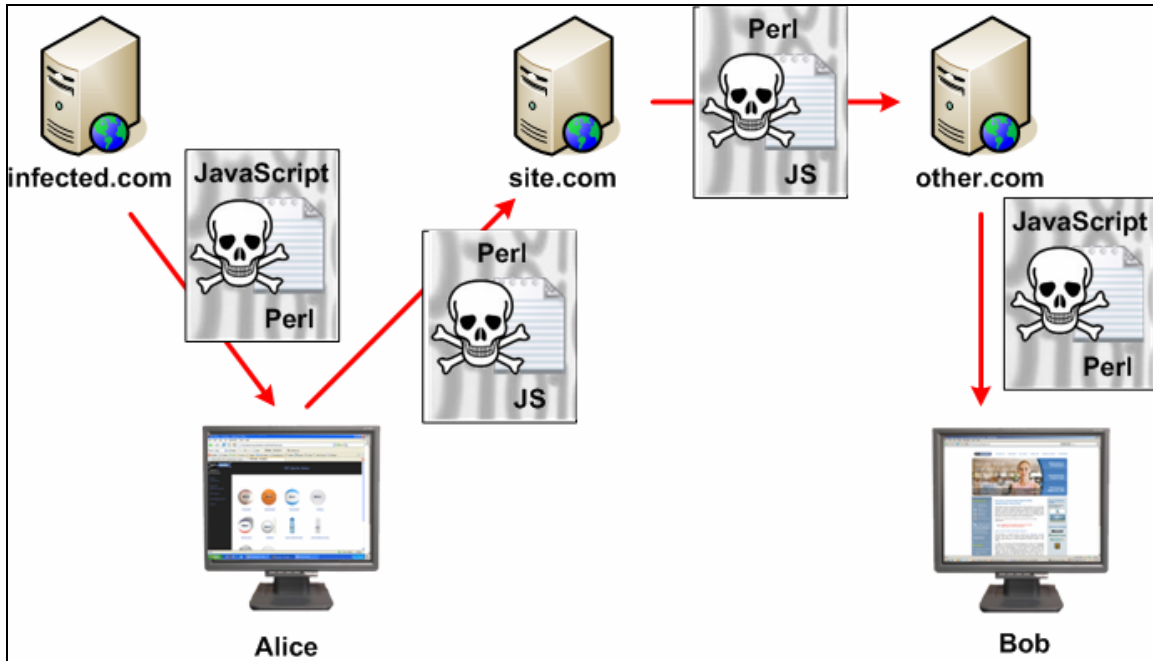 infected.com
JavaScript
Perl
Alice
Perl
JS
site.com
Perl
JS
other.com
JavaScript
Perl
Bob